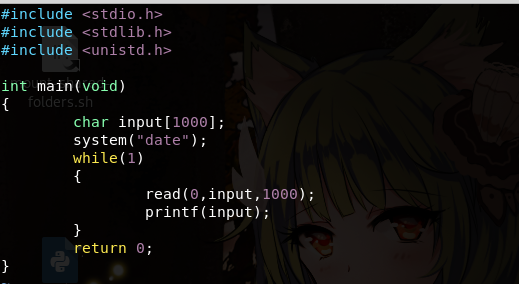 #include <stdio.h>
#include <stdlib.h>
#include <unistd.h>
int main(void)
folders.sh
{
char input[1000];
system("date");
while(1)
{
read(0,input,1000);
printf(input);
}
return 0;
}